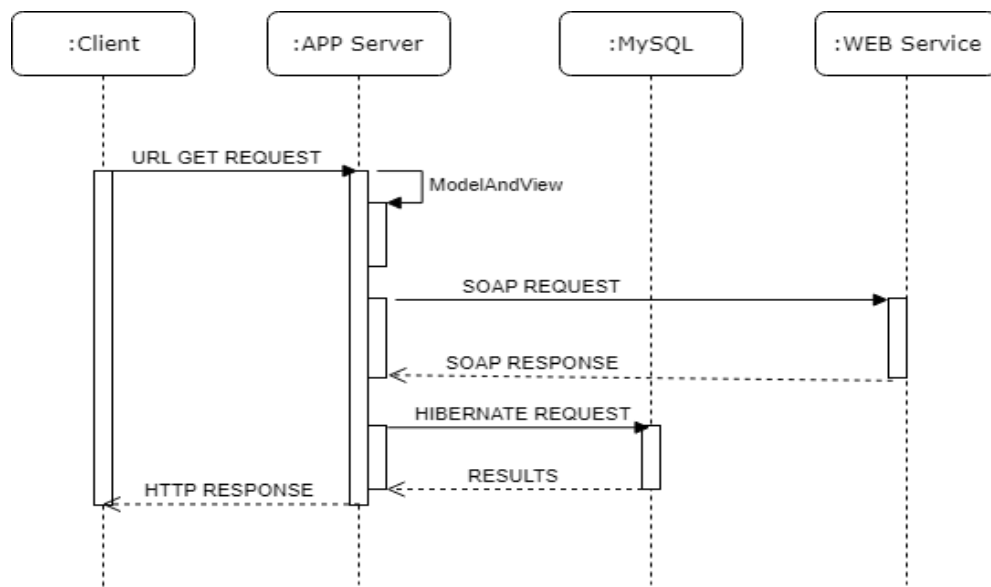 :Client
:APP Server
:MySQL
:WEB Service
URL GET REQUEST
ModelAndView
SOAP REQUEST
SOAP RESPONSE
HIBERNATE REQUEST
RESULTS
HTTP RESPONSE